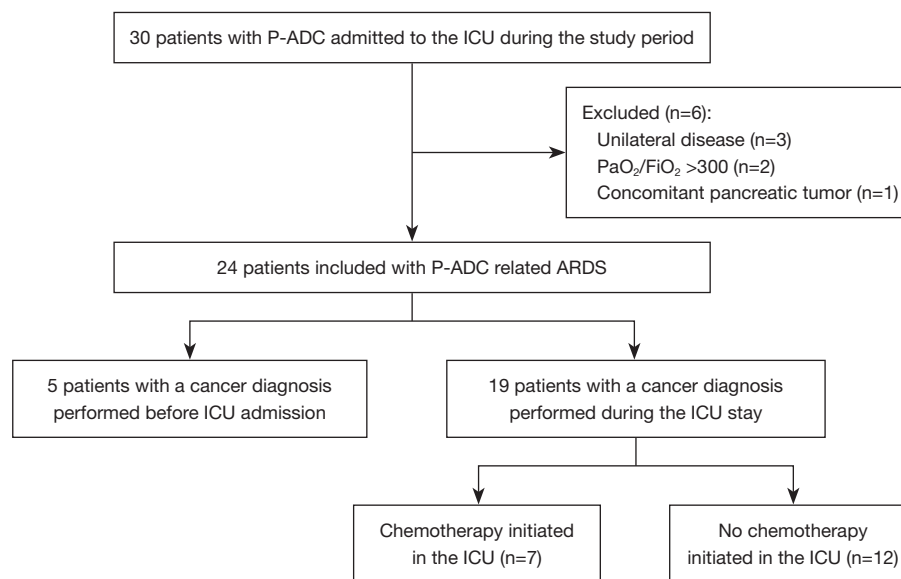 30 patients with P-ADC admitted to the ICU during the study period
Excluded (n=6):
Unilateral disease (n=3)
PaO₂/FiO₂ >300 (n=2)
Concomitant pancreatic tumor (n=1)
24 patients included with P-ADC related ARDS
5 patients with a cancer diagnosis
performed before ICU admission
19 patients with a cancer diagnosis
performed during the ICU stay
Chemotherapy initiated
in the ICU (n=7)
No chemotherapy
initiated in the ICU (n=12)